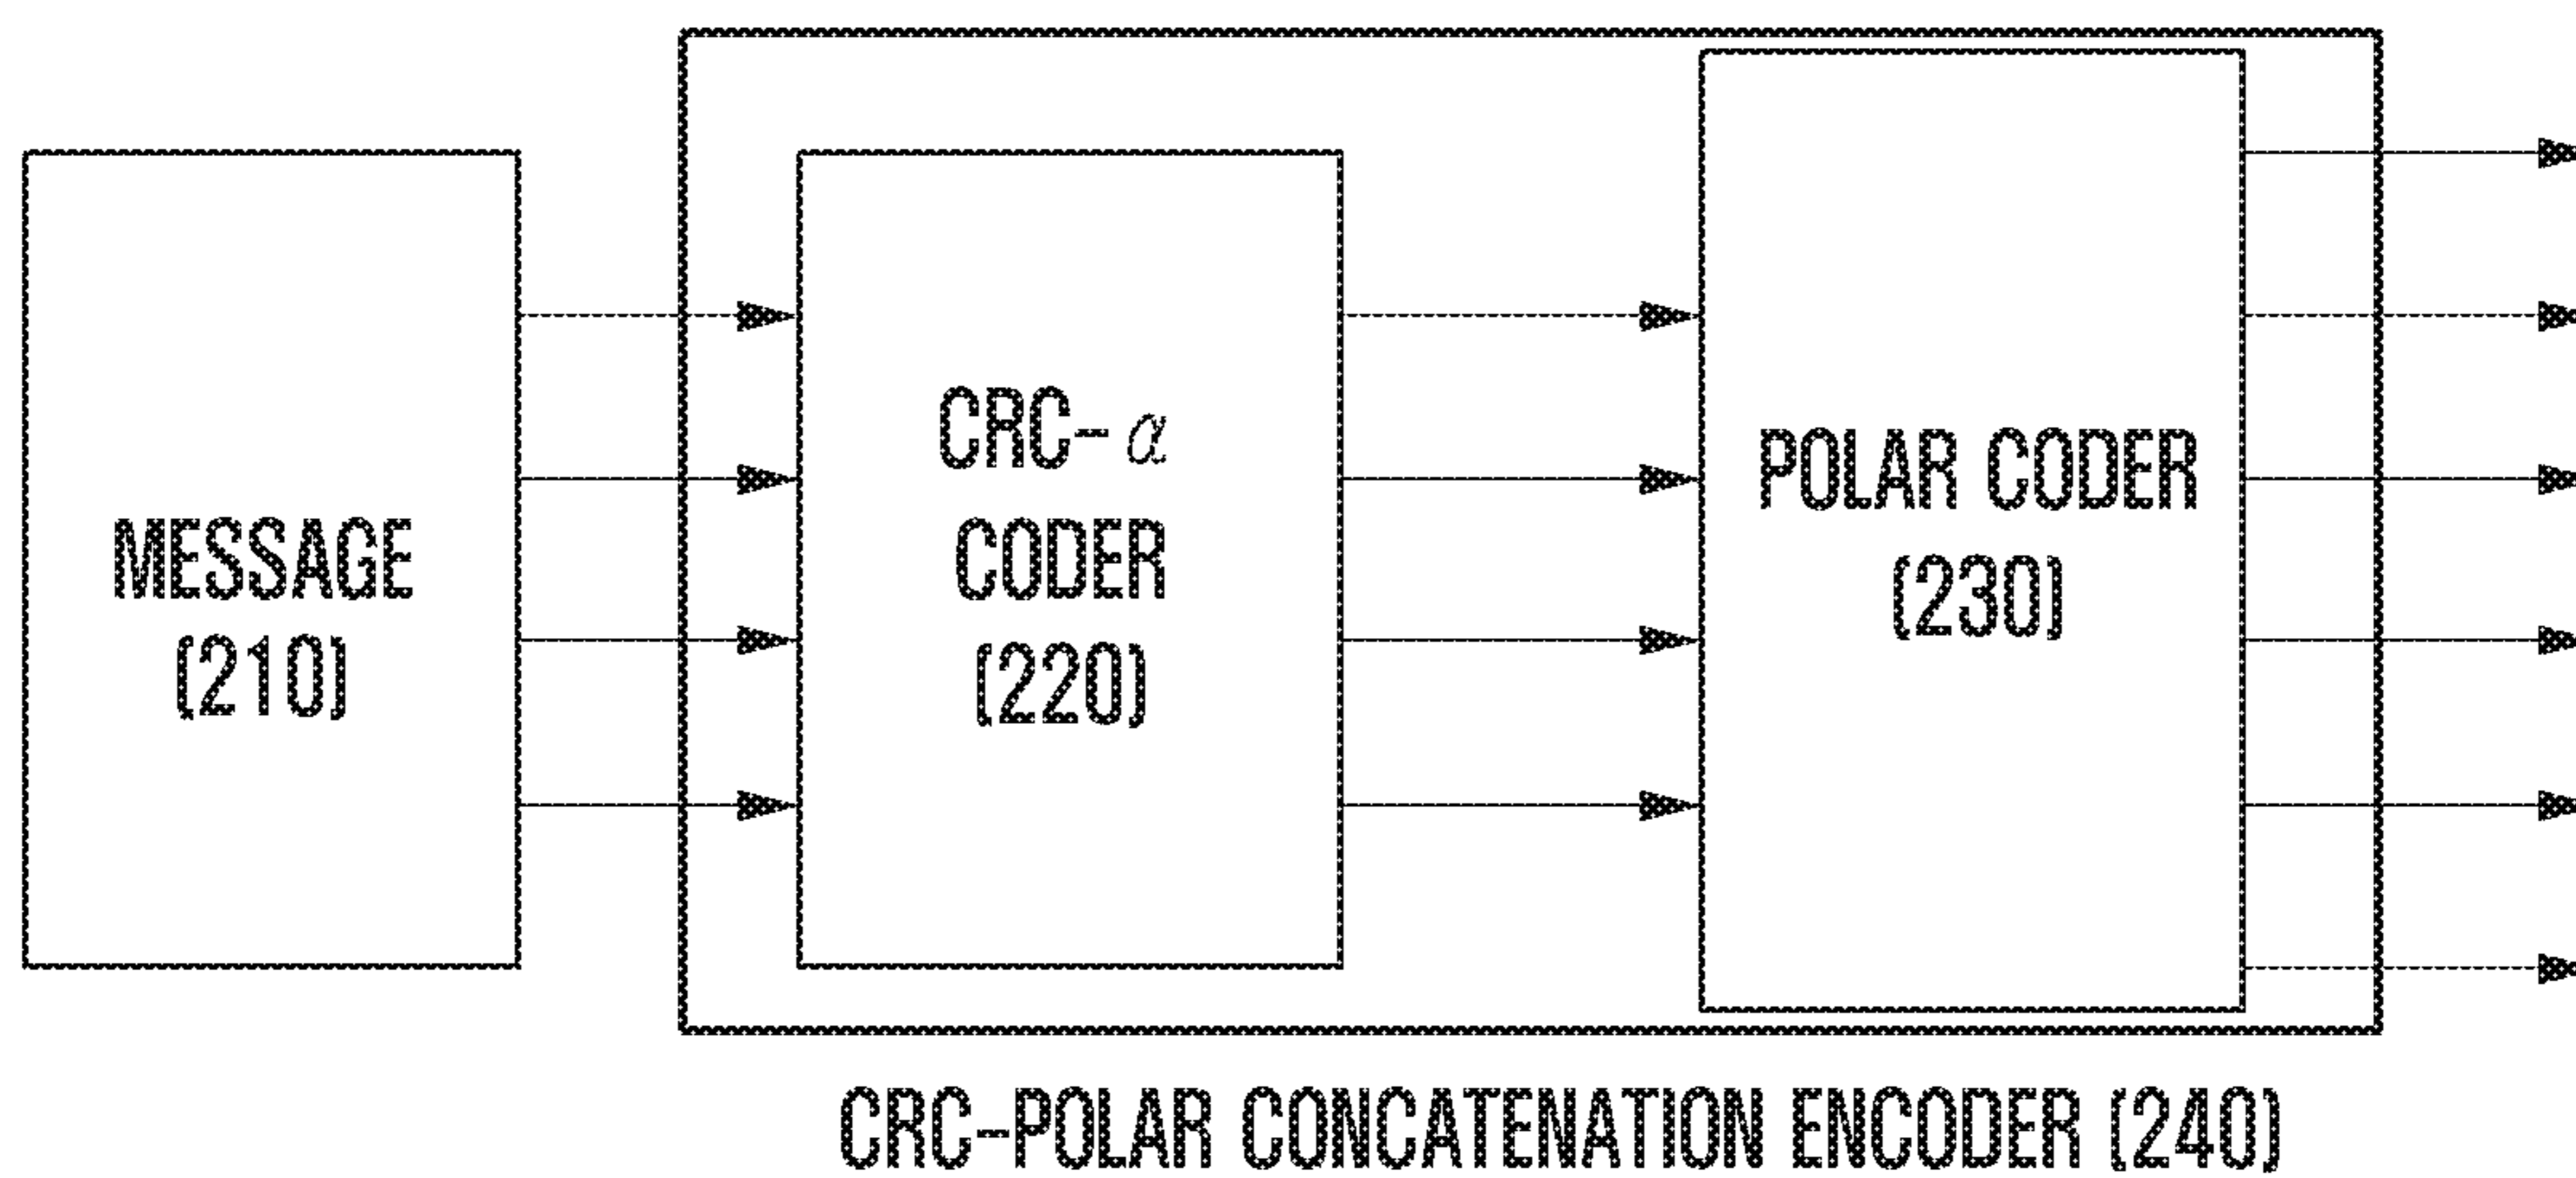 MESSAGE
(210)
CRC-α
CODER
(220)
POLAR CODER
(230)
CRC-POLAR CONCATENATION ENCODER (240)